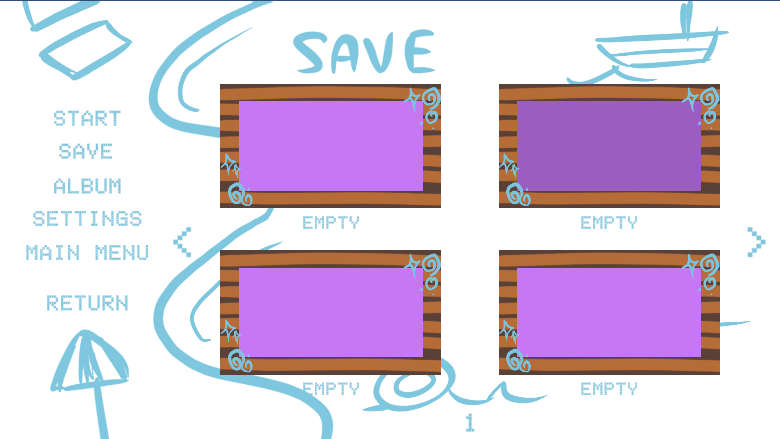 SAVE
START
SAVE
ALBUM
SETTINGS
MAIN MENU
RETURN
<
>
EMPTY
EMPTY
EMPTY
EMPTY
1